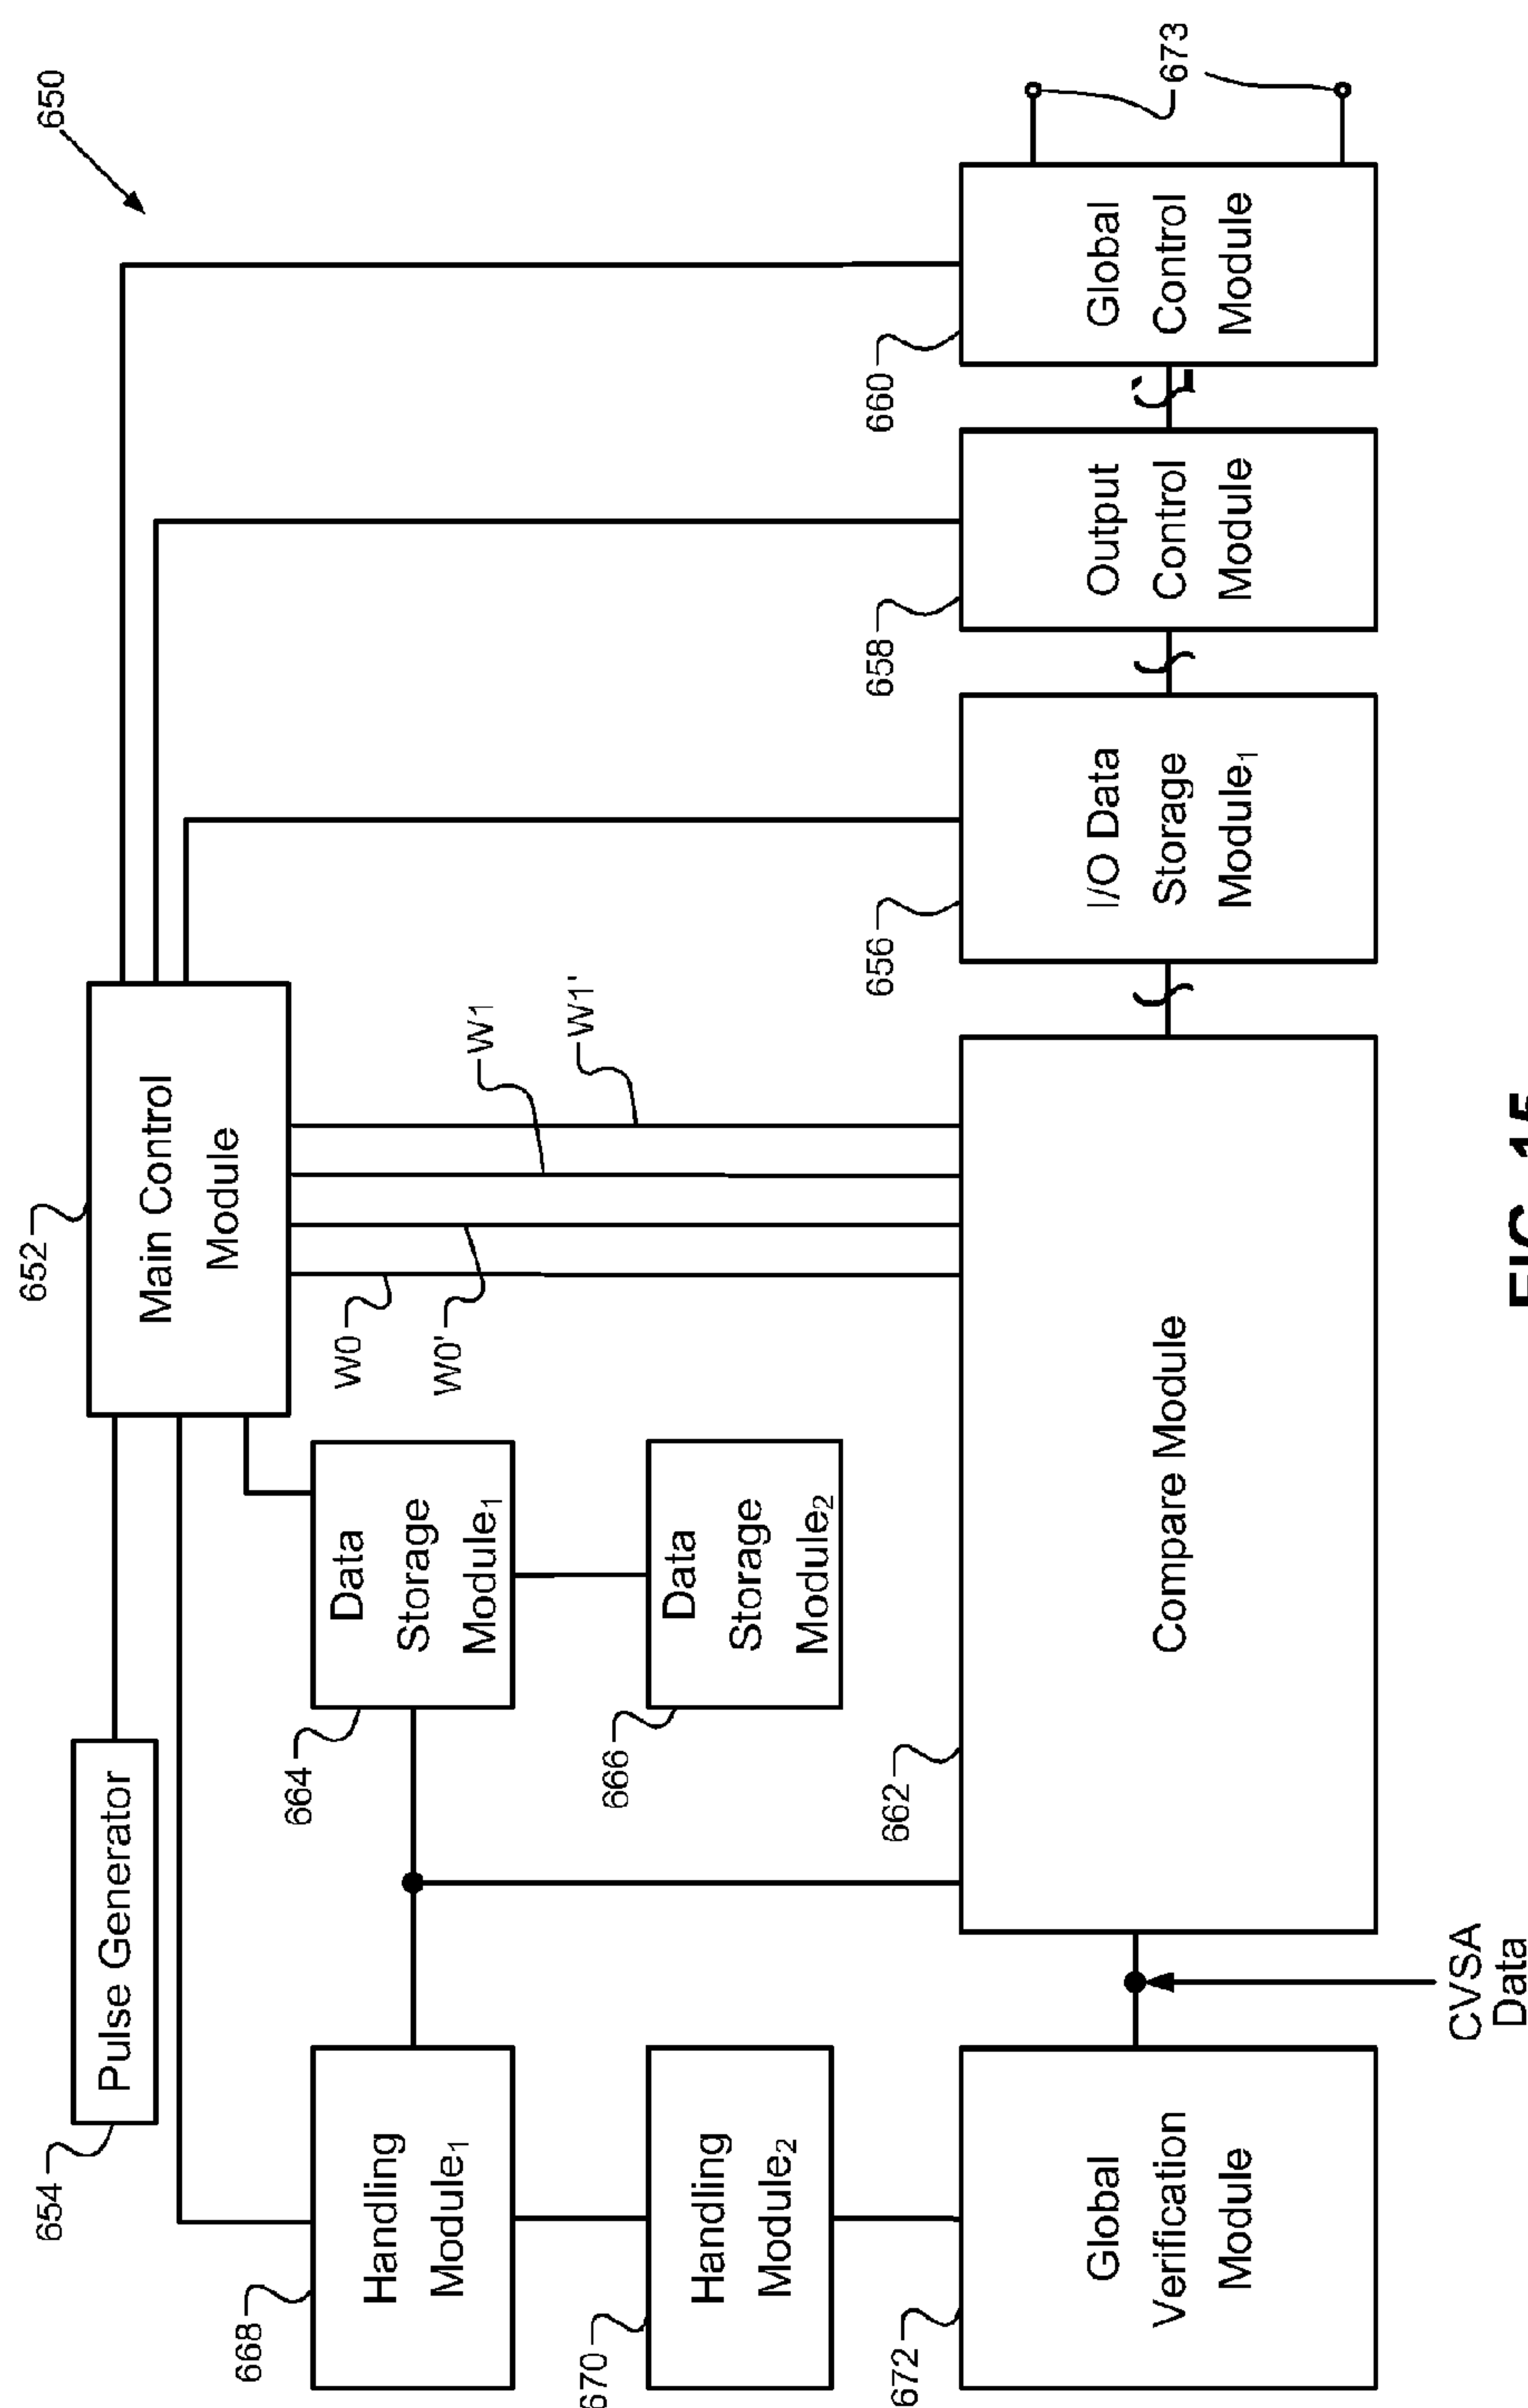 650
654
Pulse Generator
652
Main Control
Module
668
Handling
Module₁
664
Data
Storage
Module₁
W0
W0'
W1
W1'
670
Handling
Module₂
666
Data
Storage
Module₂
672
Global
Verification
Module
662
Compare Module
656
I/O Data
Storage
Module₁
658
Output
Control
Module
660
Global
Control
Module
673
CVSA
Data